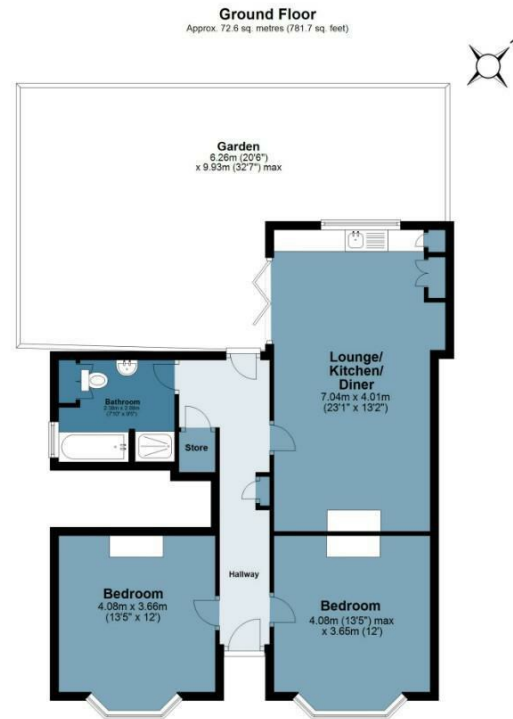 Ground Floor
Approx. 72.6 sq. metres (781.7 sq. feet)
Garden
6.26m (20'6")
x 9.93m (32'7") max
Lounge/
Kitchen/
Diner
7.04m x 4.01m
(23'1" x 13'2")
Bathroom
Store
Hallway
Bedroom
4.08m x 3.66m
(13'5" x 12')
Bedroom
4.08m (13'5") max
x 3.65m (12')